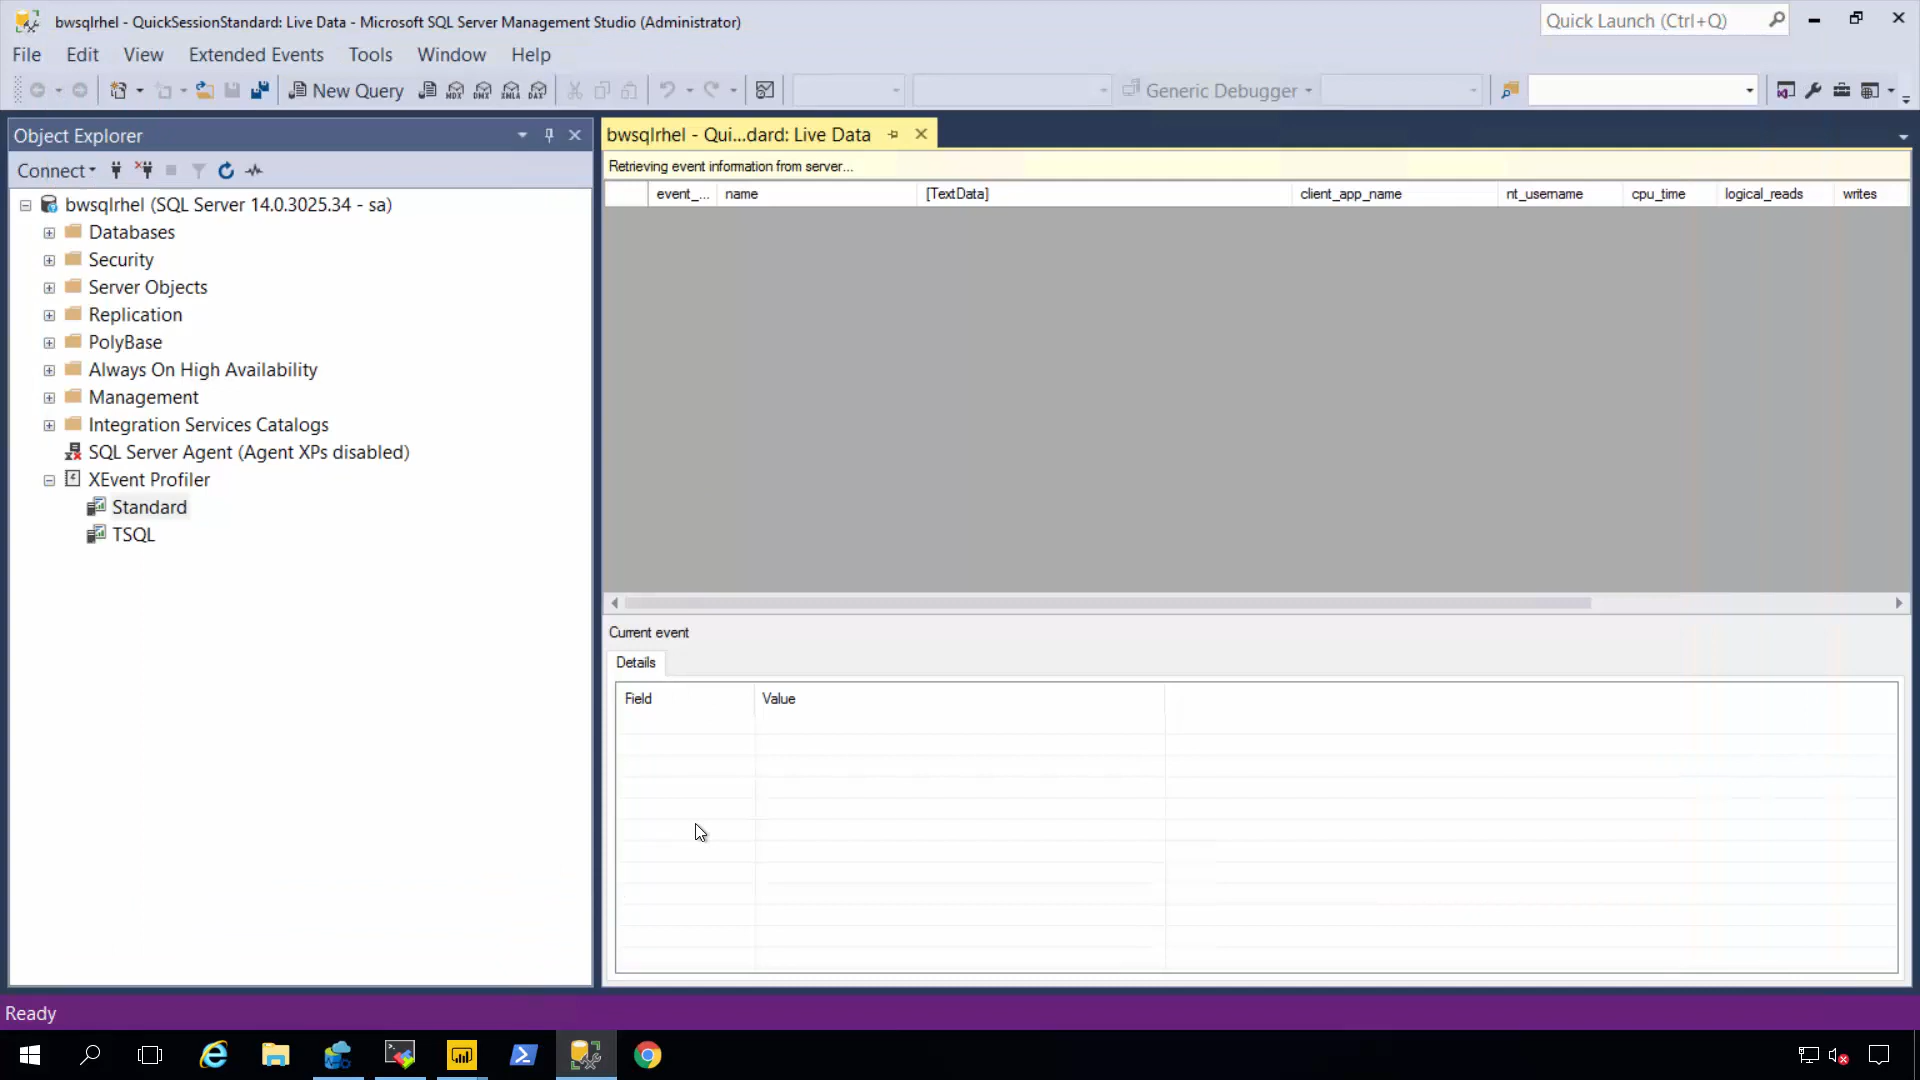 bwsqlrhel - QuickSessionStandard: Live Data - Microsoft SQL Server Management Studio (Administrator)
Quick Launch (Ctrl+Q)
File Edit View Extended Events Tools Window Help
New Query
MDX DMX XMLA DAX
Generic Debugger
Object Explorer
Connect
bwsqlrhel (SQL Server 14.0.3025.34 - sa)
Databases
Security
Server Objects
Replication
PolyBase
Always On High Availability
Management
Integration Services Catalogs
SQL Server Agent (Agent XPs disabled)
XEvent Profiler
Standard
TSQL
bwsqlrhel - Qui...dard: Live Data
Retrieving event information from server...
event_... name [TextData] client_app_name nt_username cpu_time logical_reads writes
Current event
Details
Field Value
Ready